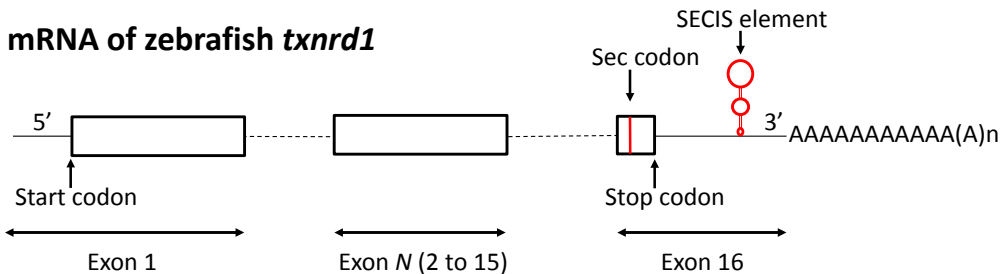 mRNA of zebrafish txnrd1
SECIS element
Sec codon
5’
3’
AAAAAAAAAAA(A)n
Start codon
Stop codon
Exon 1
Exon N (2 to 15)
Exon 16